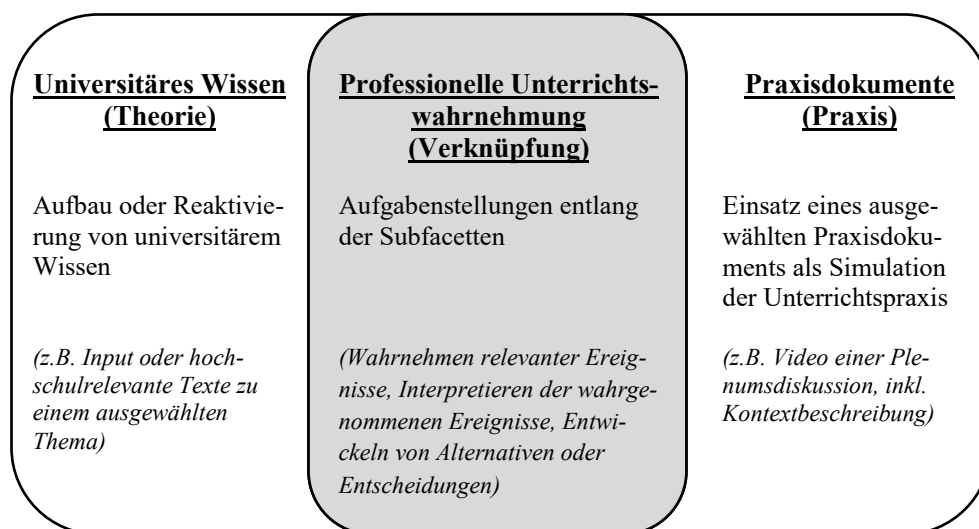 Universitäres Wissen
(Theorie)
Aufbau oder Reaktivie-
rung von universitärem
Wissen
(z.B. Input oder hoch-
schulrelevante Texte zu
einem ausgewählten
Thema)
Professionelle Unterrichts-
wahrnehmung
(Verknüpfung)
Aufgabenstellungen entlang
der Subfacetten
(Wahrnehmen relevanter Ereig-
nisse, Interpretieren der wahrge-
nommenen Ereignisse, Entwi-
ckeln von Alternativen oder
Entscheidungen)
Praxisdokumente
(Praxis)
Einsatz eines ausge-
wählten Praxisdoku-
ments als Simulation
der Unterrichtspraxis
(z.B. Video einer Ple-
numsdiskussion, inkl.
Kontextbeschreibung)